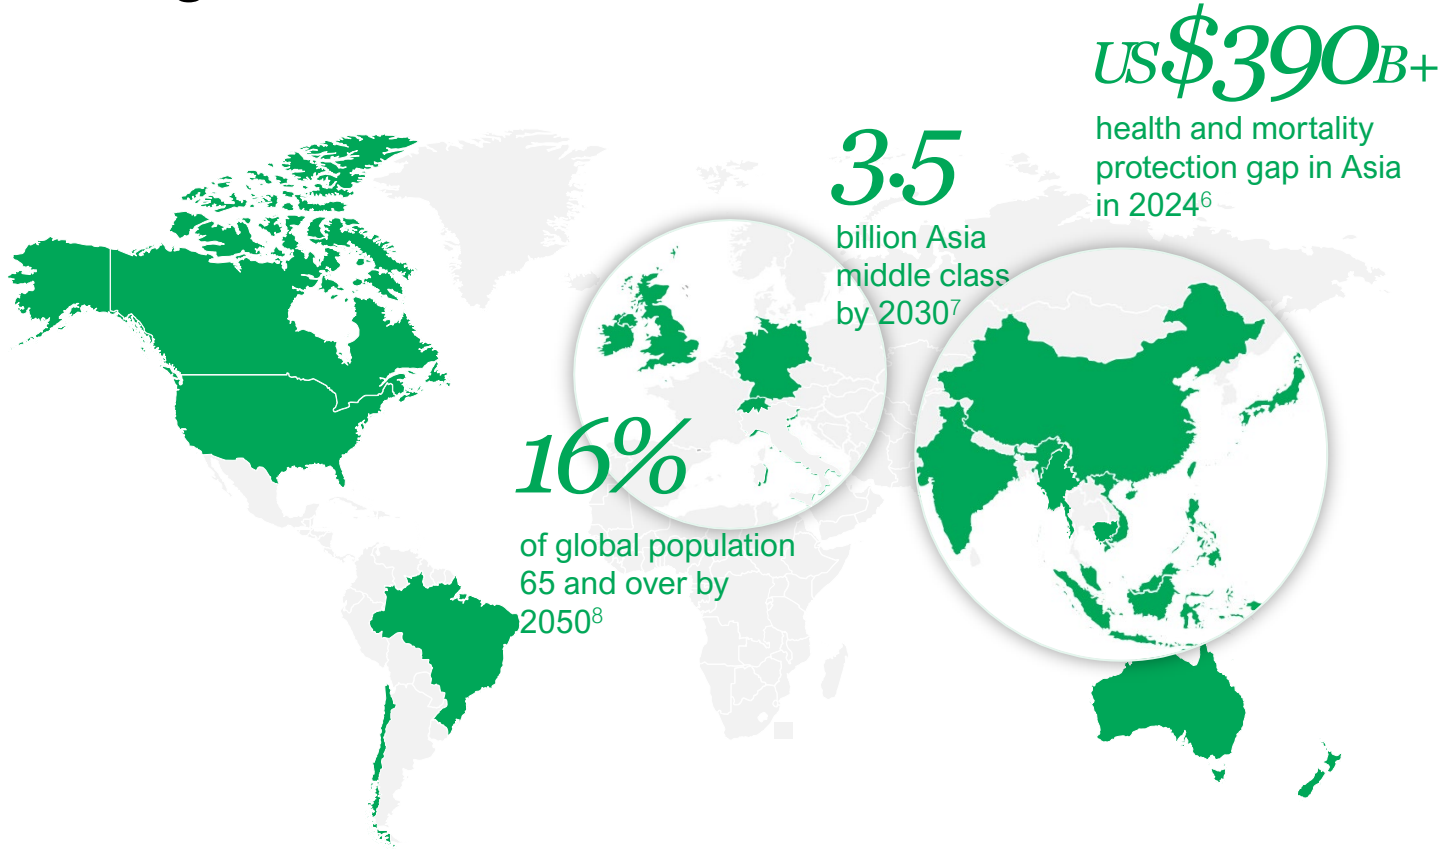 US$390B+
health and mortality
protection gap in Asia
in 2024⁶
3.5
billion Asia
middle class
by 2030⁷
16%
of global population
65 and over by
2050⁸